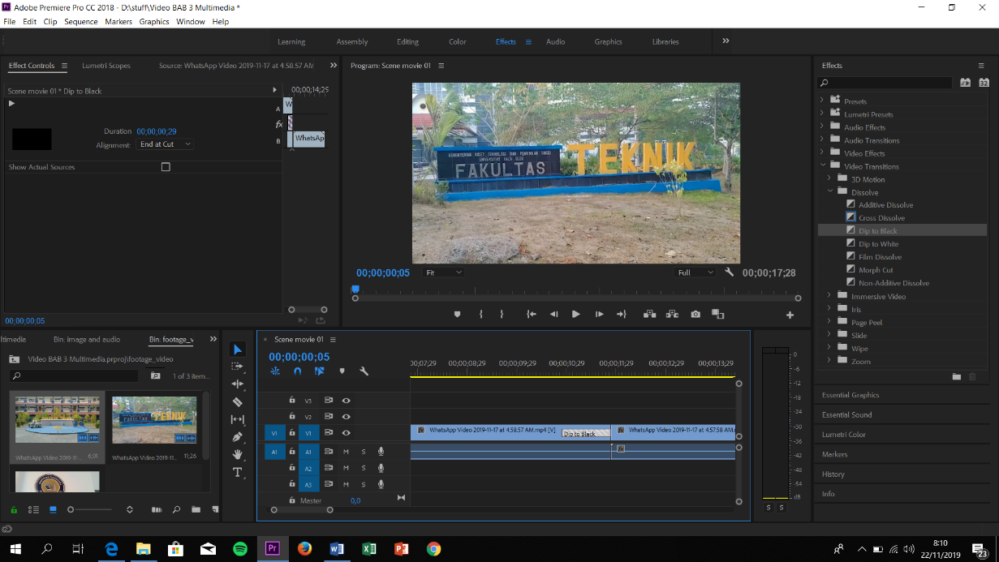 Adobe Premiere Pro CC 2018 - D:\stuff\Video BAB 3 Multimedia *
File Edit Clip Sequence Markers Graphics Window Help
Learning Assembly Editing Color Effects Audio Graphics Libraries
Effect Controls Lumetri Scopes Source: WhatsApp Video 2019-11-17 at 4.58.57 AM
Program: Scene movie 01
Effects
Scene movie 01 * Dip to Black
00;00;14;29
A
W
fx
B
WhatsAp
Duration 00;00;00;29
Alignment: End at Cut
Show Actual Sources
00;00;00;05
FAKULTAS TEKNIK
00;00;00;05 Fit Full 00;00;17;28
32
Presets
Lumetri Presets
Audio Effects
Audio Transitions
Video Effects
Video Transitions
3D Motion
Dissolve
Additive Dissolve
Cross Dissolve
Dip to Black
Dip to White
Film Dissolve
Morph Cut
Non-Additive Dissolve
Immersive Video
Iris
Page Peel
Slide
Wipe
Zoom
Essential Graphics
Essential Sound
Lumetri Color
Markers
History
Info
ltimedia Bin: image and audio Bin: footage_v
Video BAB 3 Multimedia.prproj\footage_video
1 of 3 item...
WhatsApp Video 2019-11-... 6;01
WhatsApp Video 2019-11... 11;26
Scene movie 01
00;00;00;05
00;07;29 00;00;08;29 00;00;09;29 00;00;10;29 00;00;11;29 00;00;12;29 00;00;13;29
V3
V2
V1 V1 fx WhatsApp Video 2019-11-17 at 4.58.57 AM.mp4 [V] Dip to Black fx WhatsApp Video 2019-11-17 at 4.57.58 AM.
A1 A1 M S fx
A2 M S
A3 M S
Master 0,0
0
-6
-12
-18
-24
-30
-36
-42
-48
-54
dB
S S
8:10
22/11/2019
23